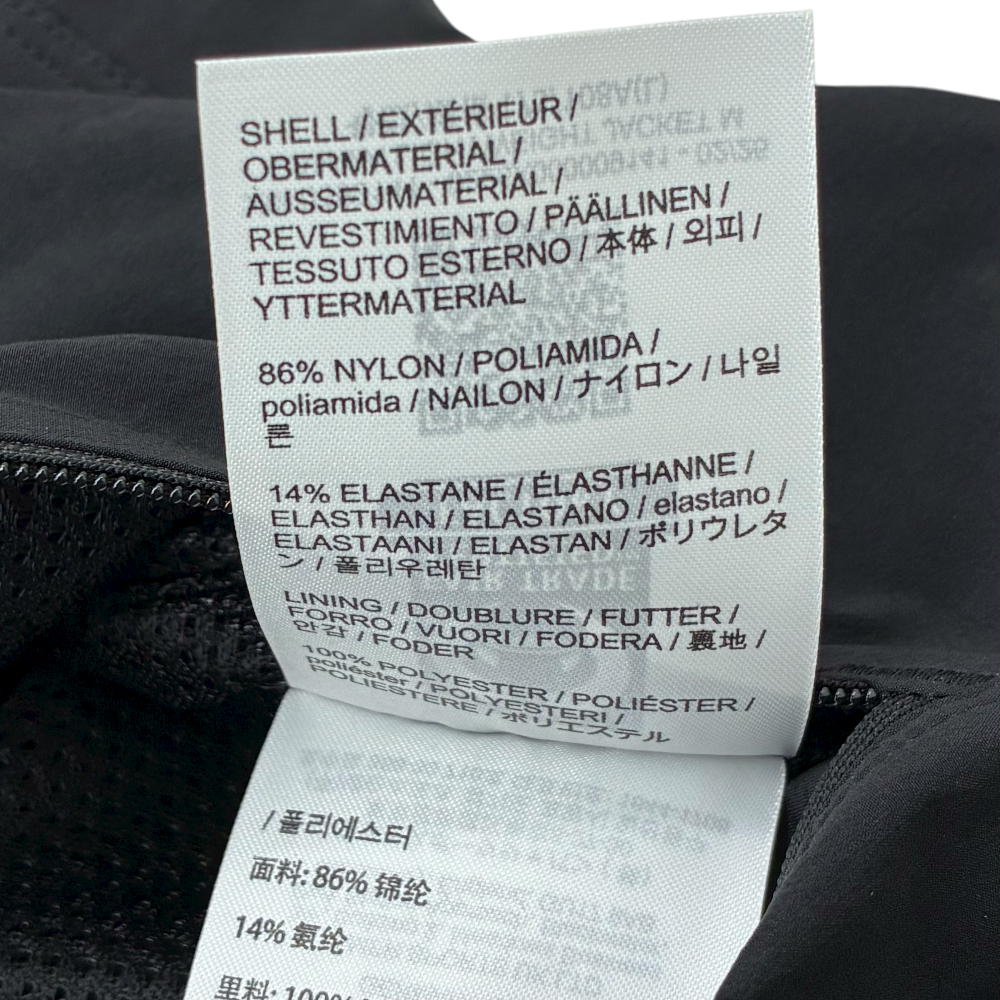 SHELL / EXTÉRIEUR /
OBERMATERIAL /
AUSSEUMATERIAL /
REVESTIMIENTO / PÄÄLLINEN /
TESSUTO ESTERNO / 本体 / 외피 /
YTTERMATERIAL
86% NYLON / POLIAMIDA /
poliamida / NAILON / ナイロン / 나일
론
14% ELASTANE / ÉLASTHANNE /
ELASTHAN / ELASTANO / elastano /
ELASTAANI / ELASTAN / ポリウレタ
ン / 폴리우레탄
LINING / DOUBLURE / FUTTER /
FORRO / VUORI / FODERA / 裏地 /
안감 / FODER
100% POLYESTER / POLIÉSTER /
poliéster / POLYESTERI /
POLIESTERE / ポリエステル
/ 폴리에스터
面料: 86% 锦纶
14% 氨纶
里料: 100%